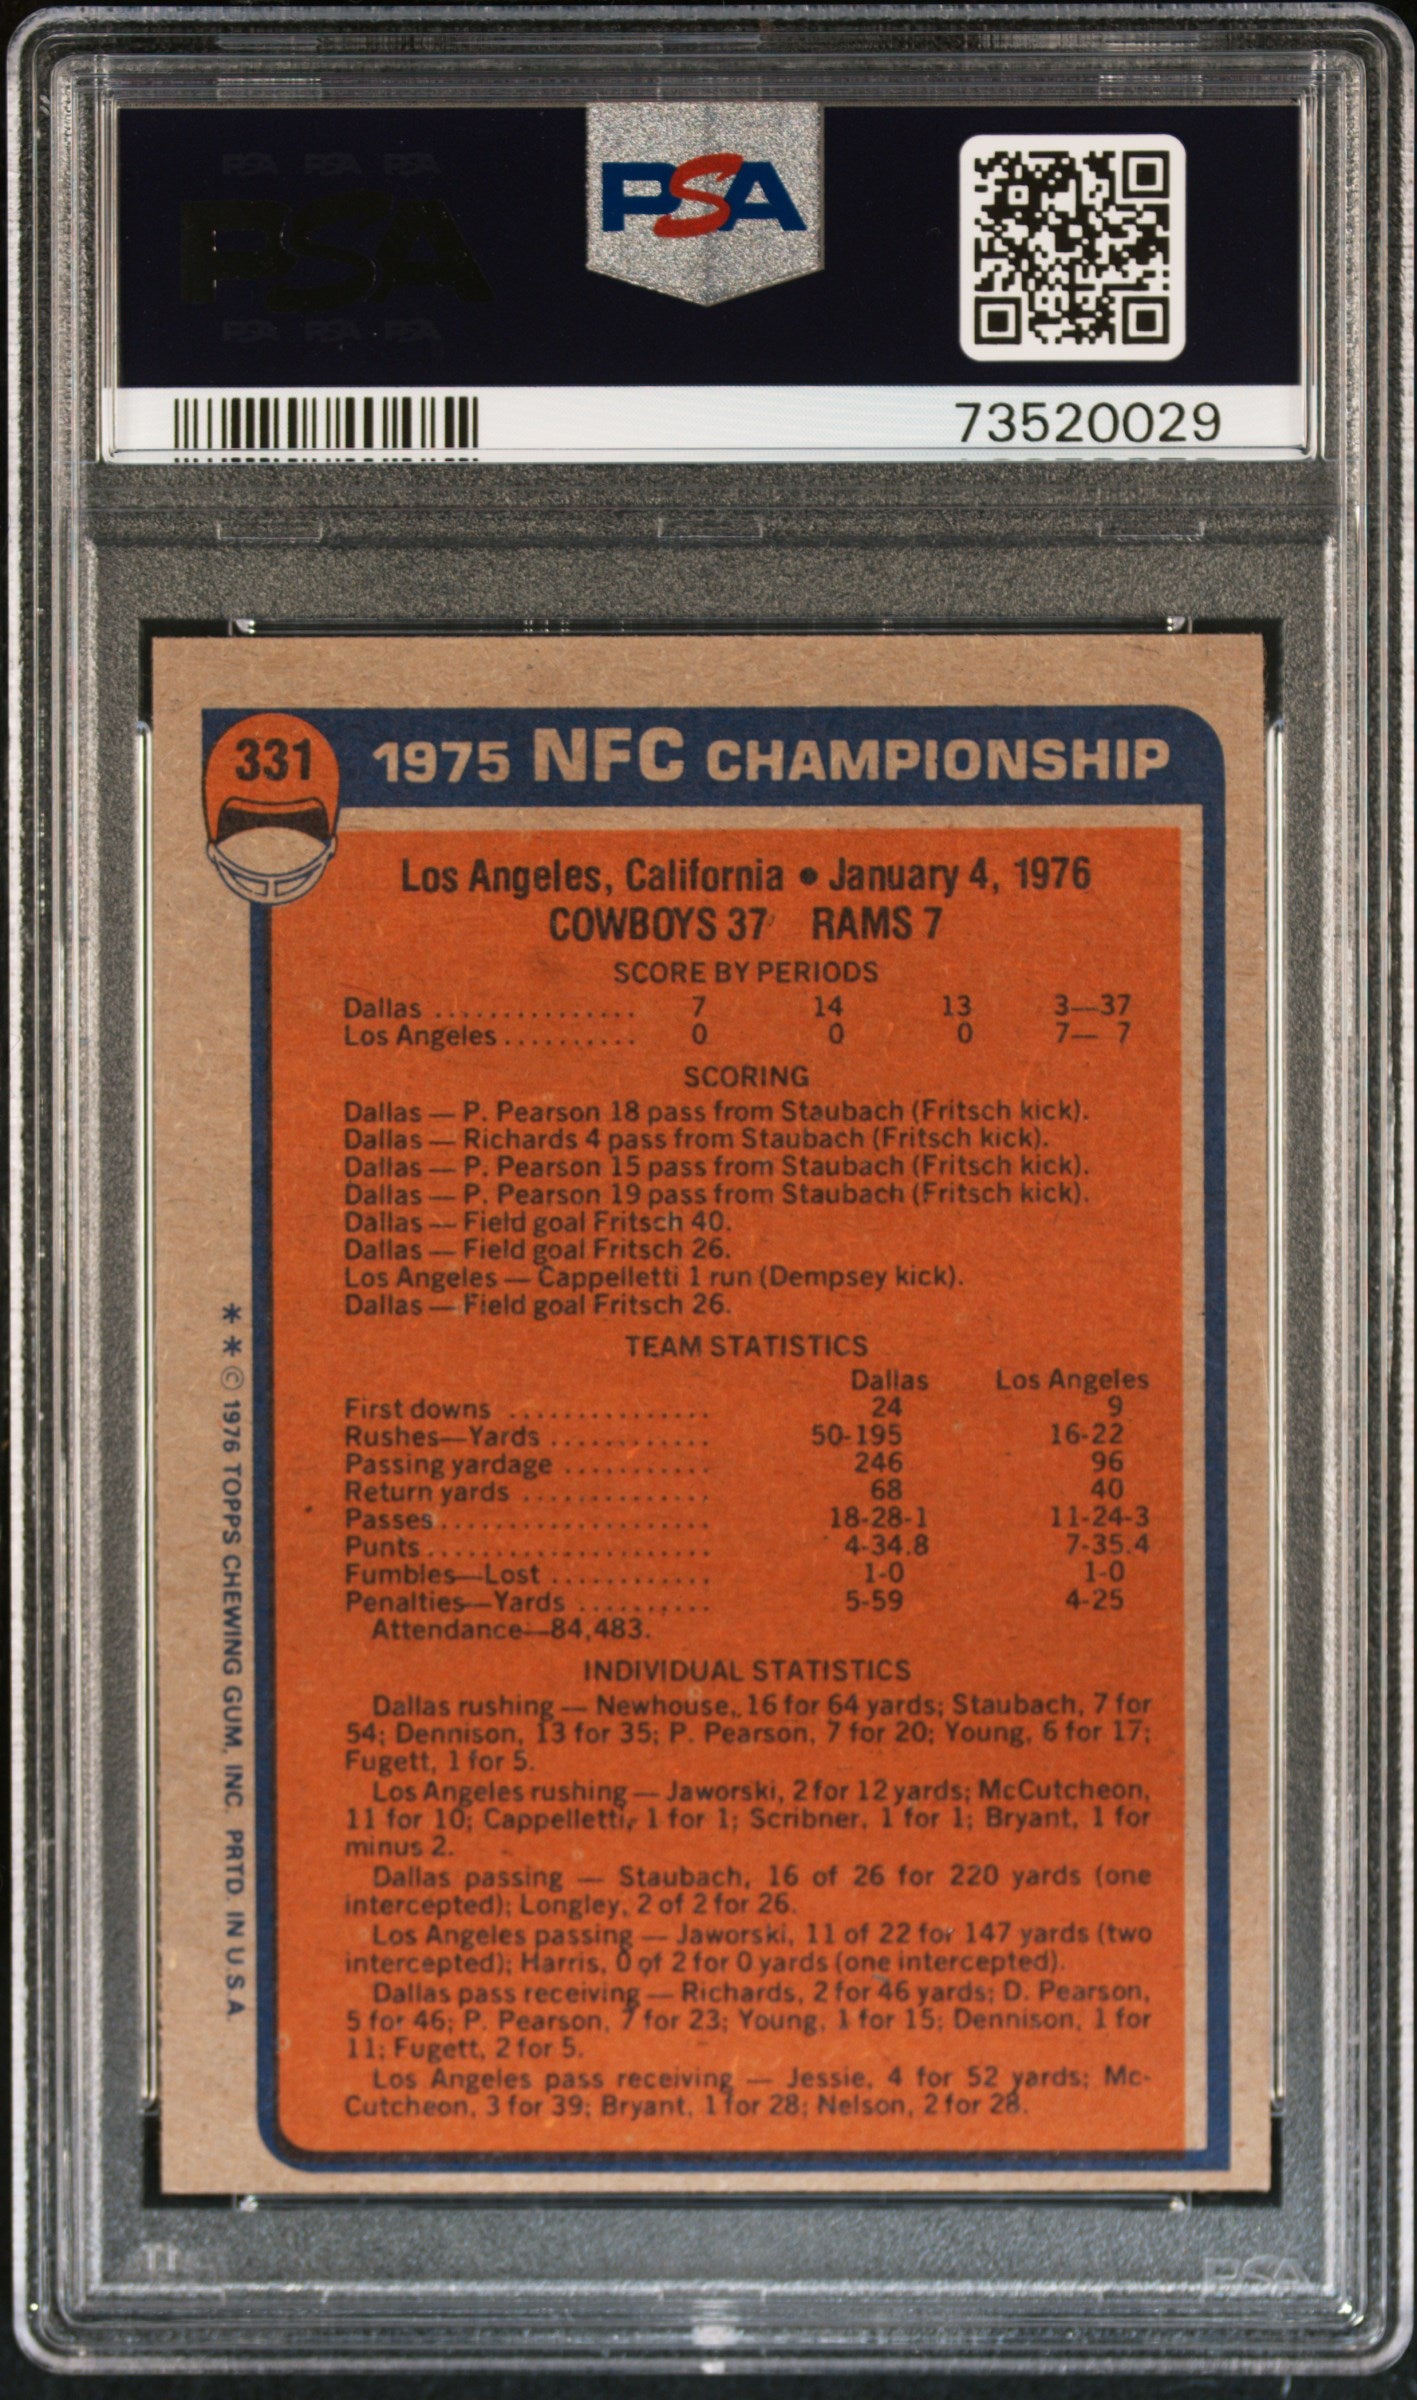 PSA PSA PSA
PSA
PSA PSA PSA
PSA
73520029
331
1975 NFC CHAMPIONSHIP
Los Angeles, California • January 4, 1976
COWBOYS 37 RAMS 7
SCORE BY PERIODS
Dallas ............... 7 14 13 3—37
Los Angeles .......... 0 0 0 7— 7
SCORING
Dallas — P. Pearson 18 pass from Staubach (Fritsch kick).
Dallas — Richards 4 pass from Staubach (Fritsch kick).
Dallas — P. Pearson 15 pass from Staubach (Fritsch kick).
Dallas — P. Pearson 19 pass from Staubach (Fritsch kick).
Dallas — Field goal Fritsch 40.
Dallas — Field goal Fritsch 26.
Los Angeles — Cappelletti 1 run (Dempsey kick).
Dallas — Field goal Fritsch 26.
TEAM STATISTICS
Dallas Los Angeles
First downs ............... 24 9
Rushes—Yards ............ 50-195 16-22
Passing yardage ........... 246 96
Return yards .............. 68 40
Passes..................... 18-28-1 11-24-3
Punts...................... 4-34.8 7-35.4
Fumbles—Lost ............ 1-0 1-0
Penalties—Yards .......... 5-59 4-25
Attendance—84,483.
INDIVIDUAL STATISTICS
Dallas rushing — Newhouse, 16 for 64 yards; Staubach, 7 for
54; Dennison, 13 for 35; P. Pearson, 7 for 20; Young, 6 for 17;
Fugett, 1 for 5.
Los Angeles rushing — Jaworski, 2 for 12 yards; McCutcheon,
11 for 10; Cappelletti, 1 for 1; Scribner, 1 for 1; Bryant, 1 for
minus 2.
Dallas passing — Staubach, 16 of 26 for 220 yards (one
intercepted); Longley, 2 of 2 for 26.
Los Angeles passing — Jaworski, 11 of 22 for 147 yards (two
intercepted); Harris, 0 of 2 for 0 yards (one intercepted).
Dallas pass receiving — Richards, 2 for 46 yards; D. Pearson,
5 for 46; P. Pearson, 7 for 23; Young, 1 for 15; Dennison, 1 for
11; Fugett, 2 for 5.
Los Angeles pass receiving — Jessie, 4 for 52 yards; Mc-
Cutcheon, 3 for 39; Bryant, 1 for 28; Nelson, 2 for 28.
* * © 1976 TOPPS CHEWING GUM, INC. PRTD. IN U S A
PSA